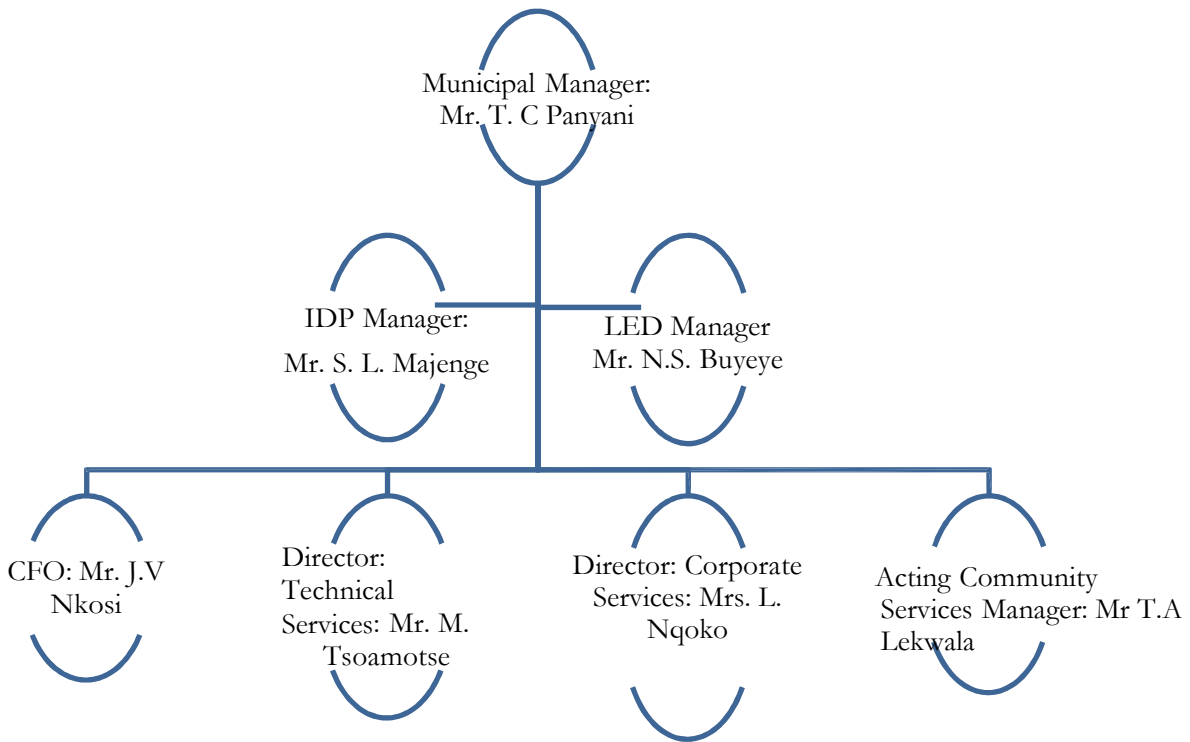 Municipal Manager:
Mr. T. C Panyani
IDP Manager:
Mr. S. L. Majenge
LED Manager
Mr. N.S. Buyeye
CFO: Mr. J.V
Nkosi
Director:
Technical
Services: Mr. M.
Tsoamotse
Director: Corporate
Services: Mrs. L.
Nqoko
Acting Community
Services Manager: Mr T.A
Lekwala